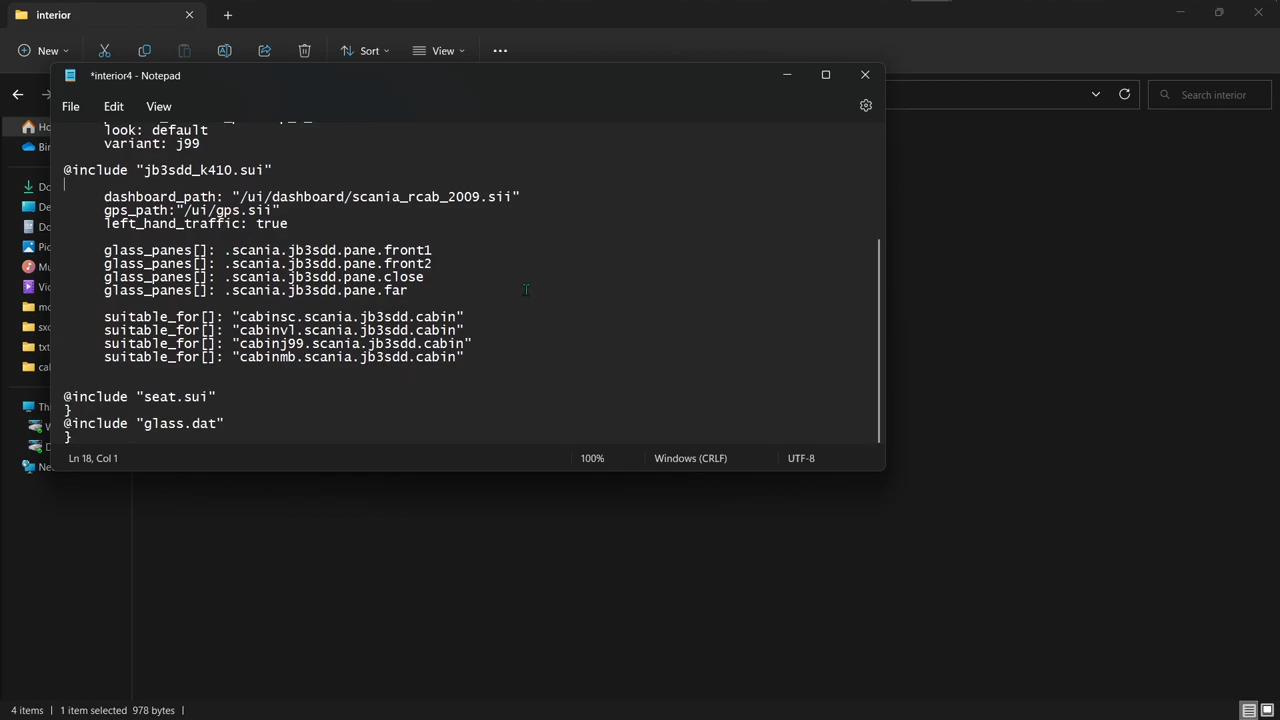 interior
New
Sort
View
Search interior
*interior4 - Notepad
File
Edit
View
look: default
variant: j99
@include "jb3sdd_k410.sui"
dashboard_path: "/ui/dashboard/scania_rcab_2009.sii"
gps_path:"/ui/gps.sii"
left_hand_traffic: true
glass_panes[]: .scania.jb3sdd.pane.front1
glass_panes[]: .scania.jb3sdd.pane.front2
glass_panes[]: .scania.jb3sdd.pane.close
glass_panes[]: .scania.jb3sdd.pane.far
suitable_for[]: "cabinsc.scania.jb3sdd.cabin"
suitable_for[]: "cabinvl.scania.jb3sdd.cabin"
suitable_for[]: "cabinj99.scania.jb3sdd.cabin"
suitable_for[]: "cabinmb.scania.jb3sdd.cabin"
@include "seat.sui"
}
@include "glass.dat"
}
Ln 18, Col 1
100%
Windows (CRLF)
UTF-8
4 items
1 item selected 978 bytes